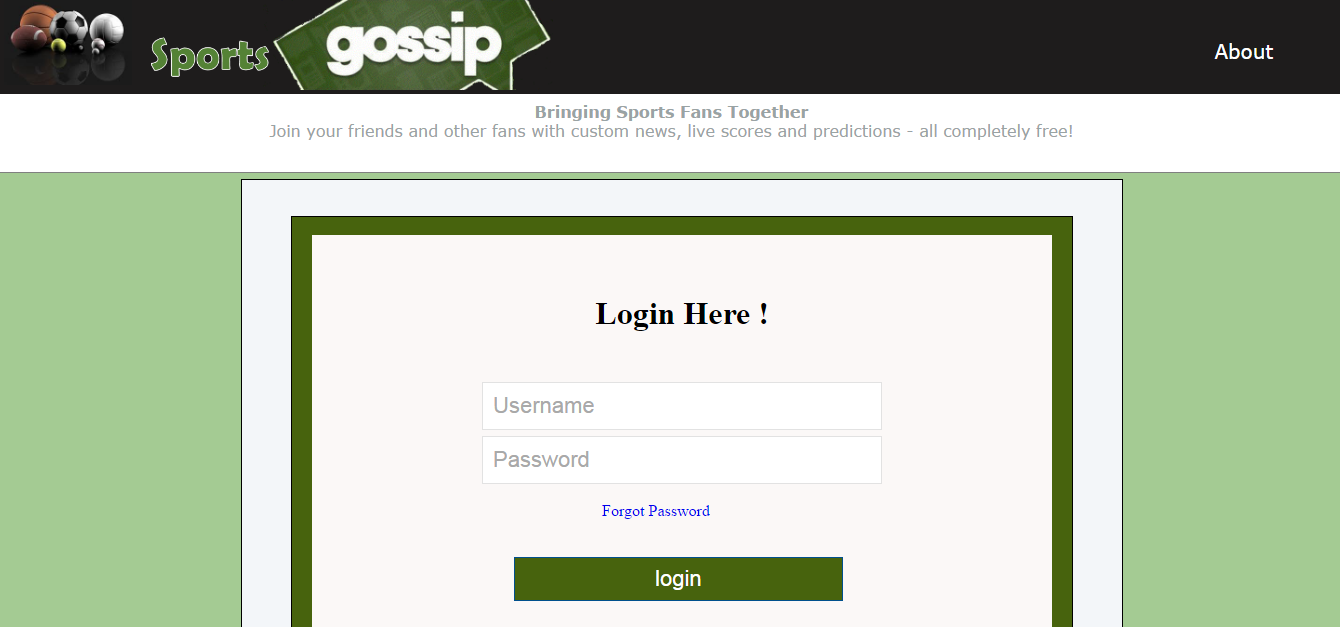 Sports gossip
About
Bringing Sports Fans Together
Join your friends and other fans with custom news, live scores and predictions - all completely free!
Login Here !
Username
Password
Forgot Password
login